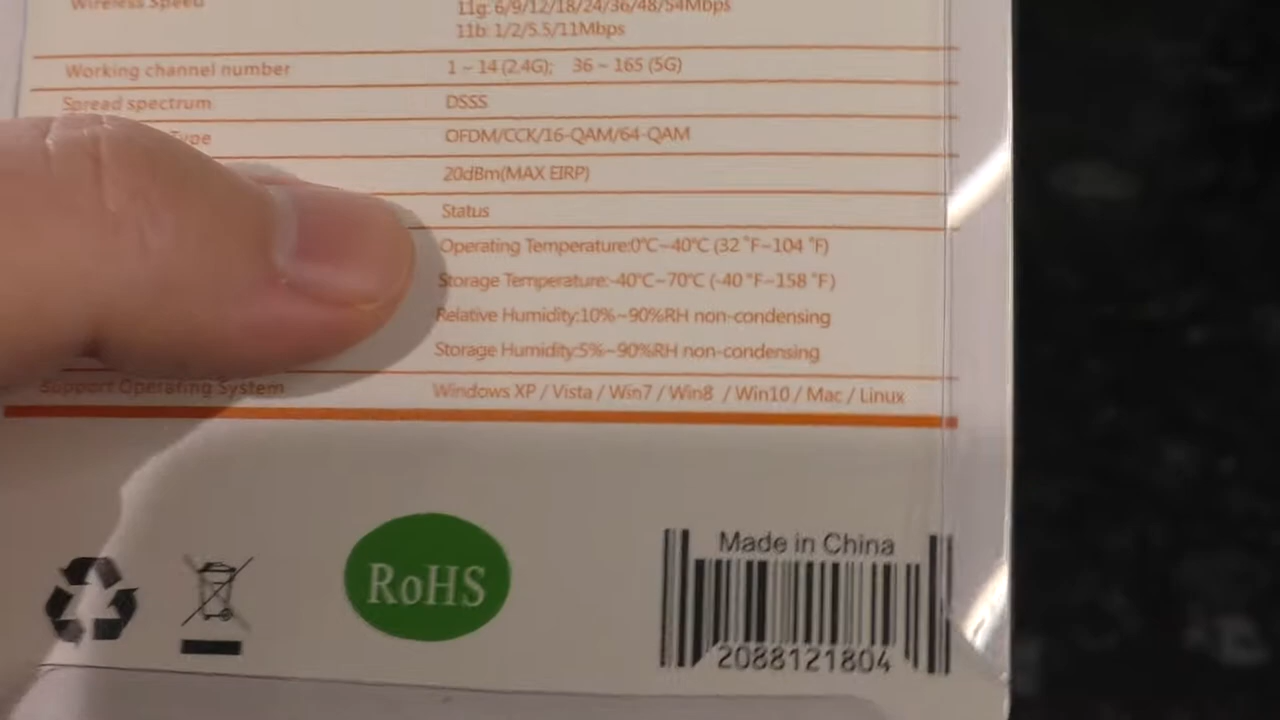 Wireless Speed 11g: 6/9/12/18/24/36/48/54Mbps
11b: 1/2/5.5/11Mbps
Working channel number 1~14(2.4G); 36~165(5G)
Spread spectrum DSSS
Type OFDM/CCK/16-QAM/64-QAM
20dBm(MAX EIRP)
Status
Operating Temperature:0°C~40°C (32 °F~104 °F)
Storage Temperature:-40°C~70°C (-40 °F~158 °F)
Relative Humidity:10%~90%RH non-condensing
Storage Humidity:5%~90%RH non-condensing
Support Operating System Windows XP / Vista / Win7 / Win8 / Win10 / Mac / Linux
RoHS
Made in China
2088121804